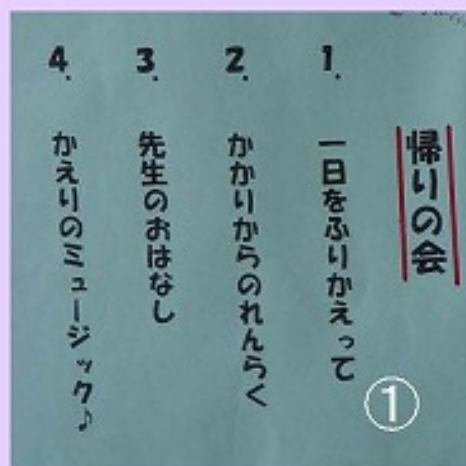 帰りの会
1. 一日をふりかえって
2. かかりからのれんらく
3. 先生のおはなし
4. かえりのミュージック♪
①